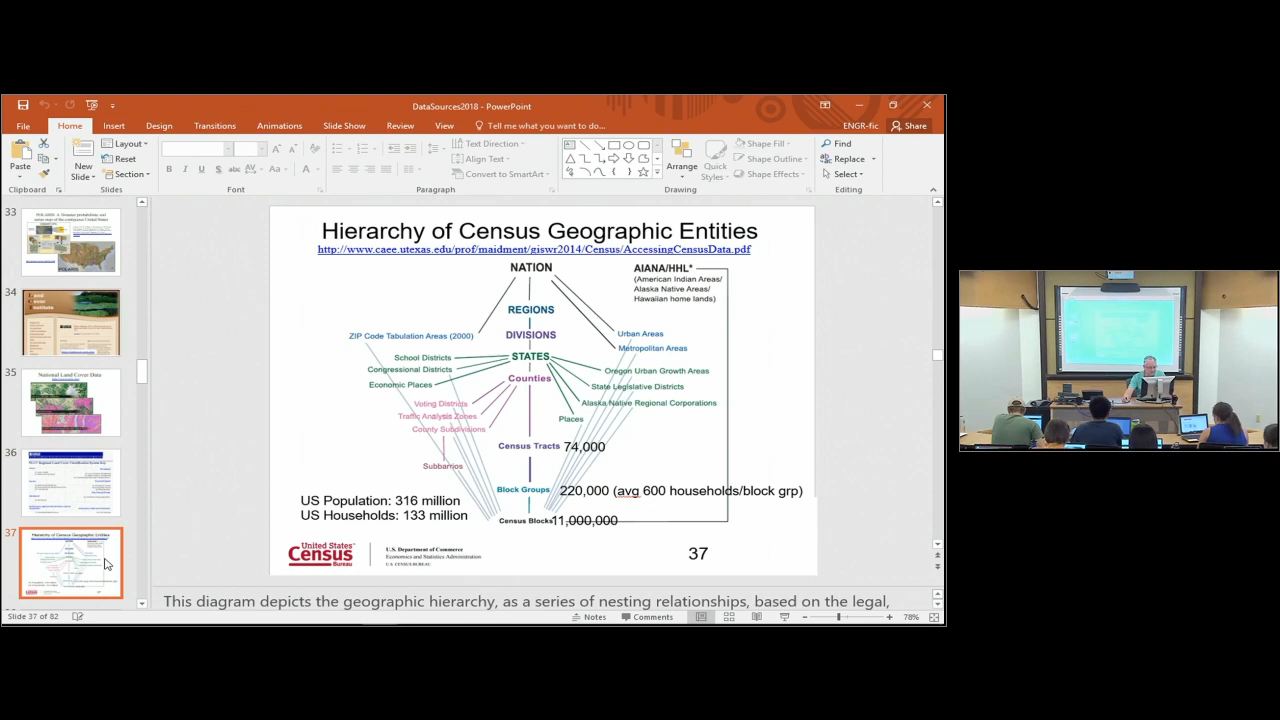 DataSources2018 - PowerPoint
File Home Insert Design Transitions Animations Slide Show Review View Tell me what you want to do... ENGR-fic Share
Paste
New Slide
Layout
Reset
Section
Text Direction
Align Text
Convert to SmartArt
Arrange
Quick Styles
Shape Fill
Shape Outline
Shape Effects
Find
Replace
Select
Clipboard Slides Font Paragraph Drawing Editing
33
34
35
National Land Cover Data
36
37
Hierarchy of Census Geographic Entities
http://www.caee.utexas.edu/prof/maidment/giswr2014/Census/AccessingCensusData.pdf
NATION
AIANA/HHL*
(American Indian Areas/
Alaska Native Areas/
Hawaiian home lands)
REGIONS
ZIP Code Tabulation Areas (2000)
DIVISIONS
Urban Areas
Metropolitan Areas
School Districts
STATES
Congressional Districts
Oregon Urban Growth Areas
Economic Places
Counties
State Legislative Districts
Voting Districts
Alaska Native Regional Corporations
Traffic Analysis Zones
Places
County Subdivisions
Census Tracts 74,000
Subbarrios
Block Groups 220,000 (avg 600 households/block grp)
US Population: 316 million
US Households: 133 million
Census Blocks 11,000,000
United States Census Bureau
U.S. Department of Commerce
Economics and Statistics Administration
U.S. CENSUS BUREAU
37
This diagram depicts the geographic hierarchy, as a series of nesting relationships, based on the legal,
Slide 37 of 82 Notes Comments 78%